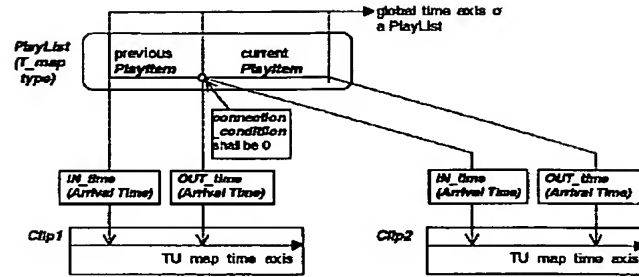 global time axis o
a PlayList
PlayList
(T_map
type)
previous
PlayItem
current
PlayItem
connection
_condition
shall be 0
IN_time
(Arrival Time)
OUT_time
(Arrival Time)
IN_time
(Arrival Time)
OUT_time
(Arrival Time)
Clip1
TU map time axis
Clip2
TU map time axis